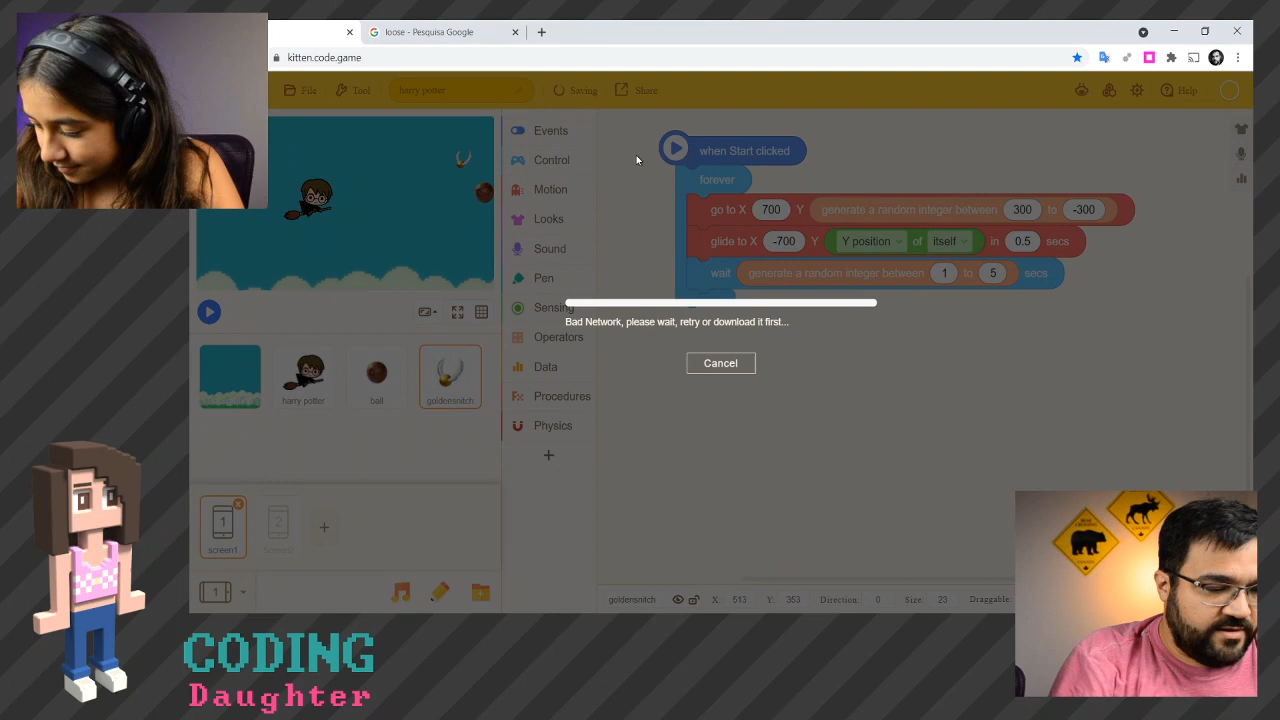 loose - Pesquisa Google
kitten.code.game
File
Tool
harry potter
Saving
Share
Help
Events
Control
Motion
Looks
Sound
Pen
Sensing
Operators
Data
Procedures
Physics
when Start clicked
forever
go to X 700 Y generate a random integer between 300 to -300
glide to X -700 Y Y position of itself in 0.5 secs
wait generate a random integer between 1 to 5 secs
Bad Network, please wait, retry or download it first...
Cancel
harry potter
ball
goldensnitch
1
2
screen1
Screen2
1
goldensnitch
X: 513
Y: 353
Direction: 0
Size: 23
Draggable:
CODING
Daughter